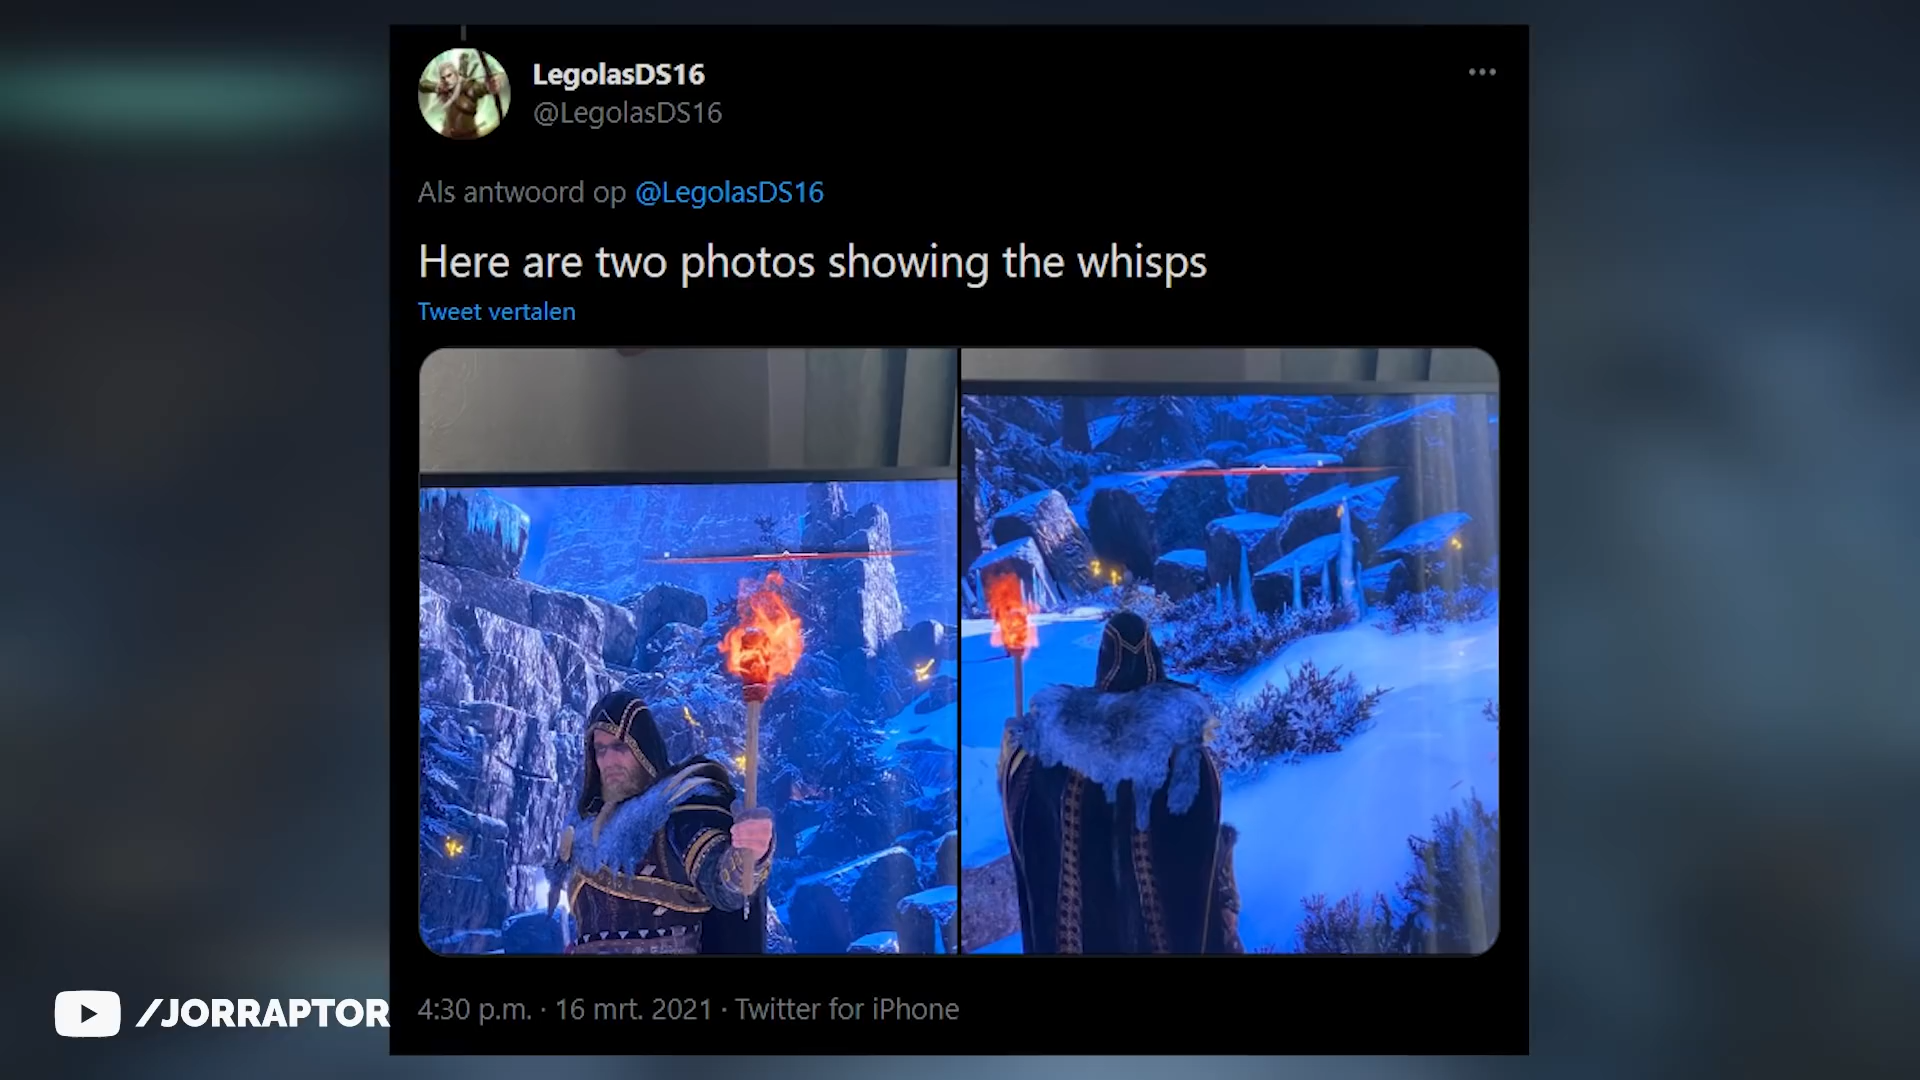 LegolasDS16
@LegolasDS16
Als antwoord op @LegolasDS16
Here are two photos showing the whisps
Tweet vertalen
4:30 p.m. · 16 mrt. 2021 · Twitter for iPhone
/JORRAPTOR